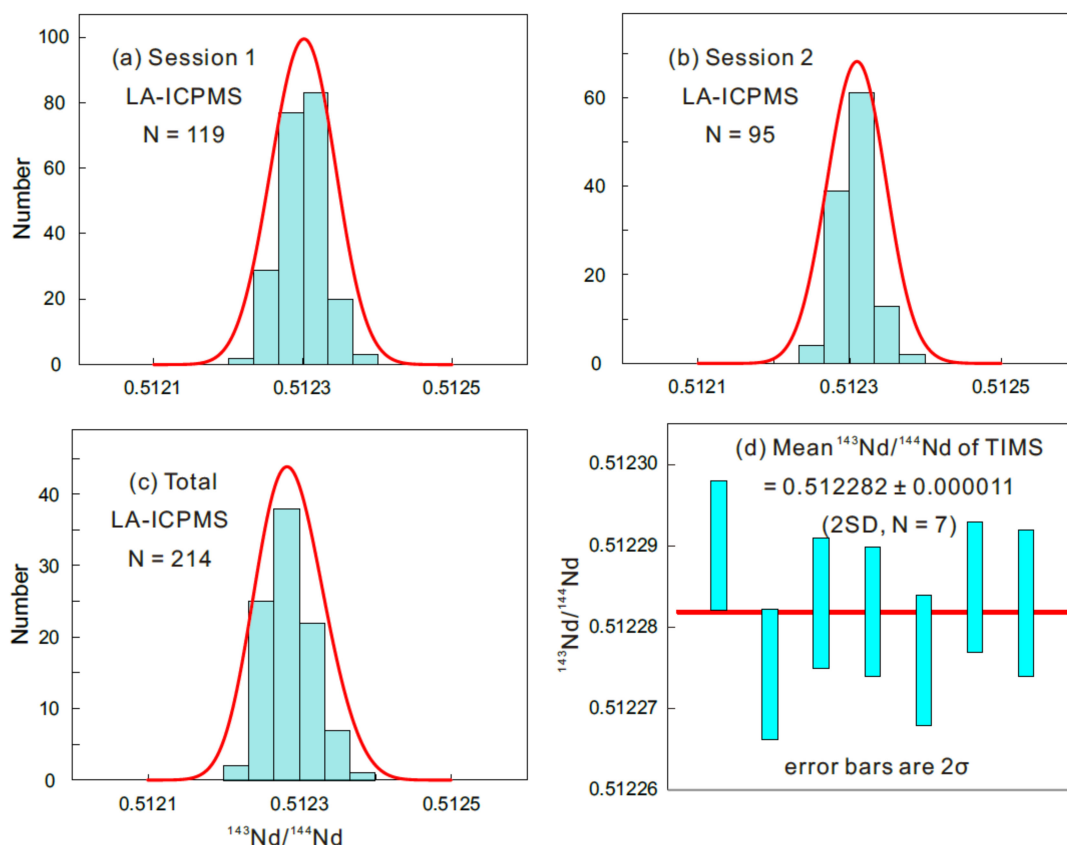 (a) Session 1
LA-ICPMS
N = 119
Number
100
80
60
40
20
0
0.5121
0.5123
0.5125
(b) Session 2
LA-ICPMS
N = 95
60
40
20
0
0.5121
0.5123
0.5125
(c) Total
LA-ICPMS
N = 214
Number
40
30
20
10
0
0.5121
0.5123
0.5125
¹⁴³Nd/¹⁴⁴Nd
(d) Mean ¹⁴³Nd/¹⁴⁴Nd of TIMS
= 0.512282 ± 0.000011
(2SD, N = 7)
¹⁴³Nd/¹⁴⁴Nd
0.51230
0.51229
0.51228
0.51227
0.51226
error bars are 2σ